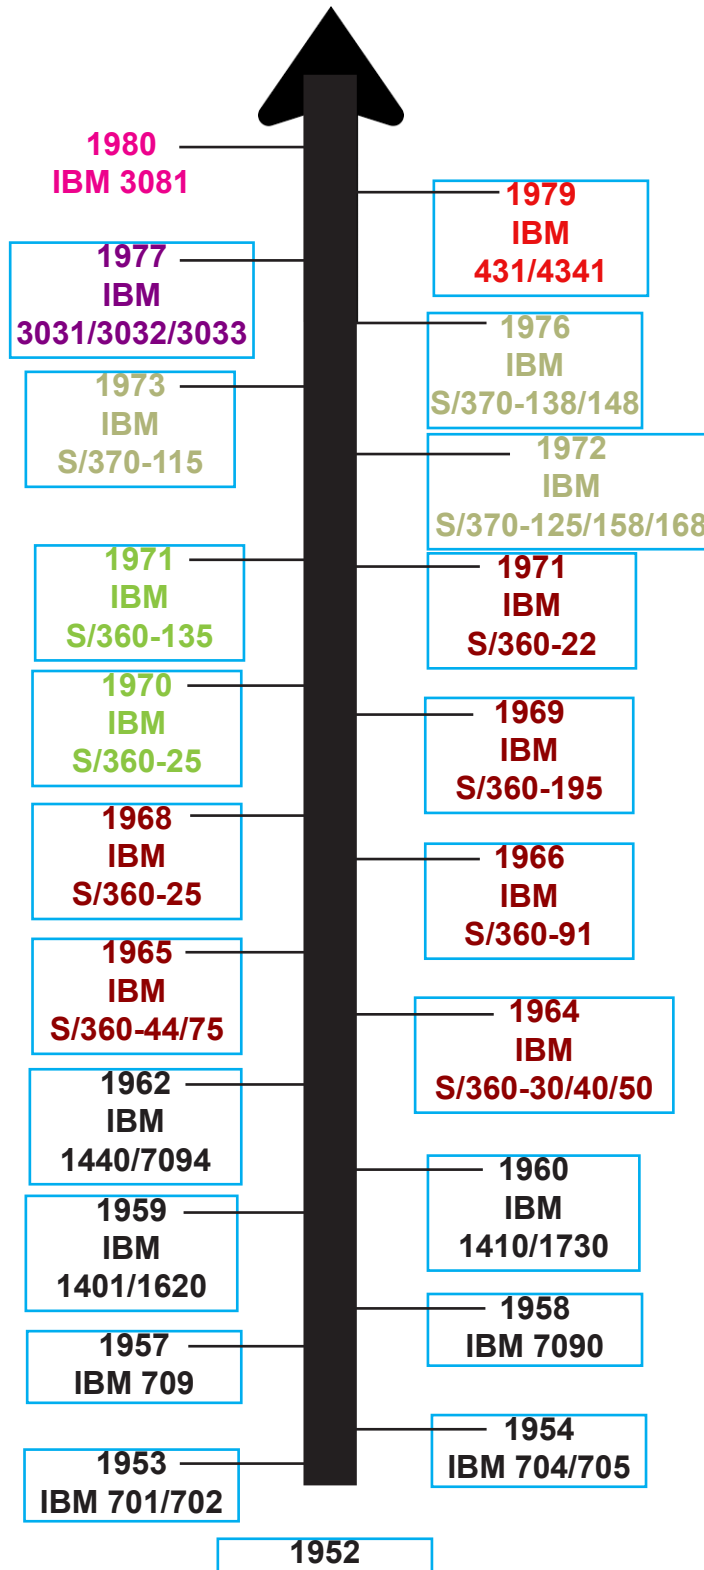 1980
IBM 3081
1979
IBM
431/4341
1977
IBM
3031/3032/3033
1976
IBM
S/370-138/148
1973
IBM
S/370-115
1972
IBM
S/370-125/158/168
1971
IBM
S/360-135
1971
IBM
S/360-22
1970
IBM
S/360-25
1969
IBM
S/360-195
1968
IBM
S/360-25
1966
IBM
S/360-91
1965
IBM
S/360-44/75
1964
IBM
S/360-30/40/50
1962
IBM
1440/7094
1960
IBM
1410/1730
1959
IBM
1401/1620
1958
IBM 7090
1957
IBM 709
1954
IBM 704/705
1953
IBM 701/702
1952